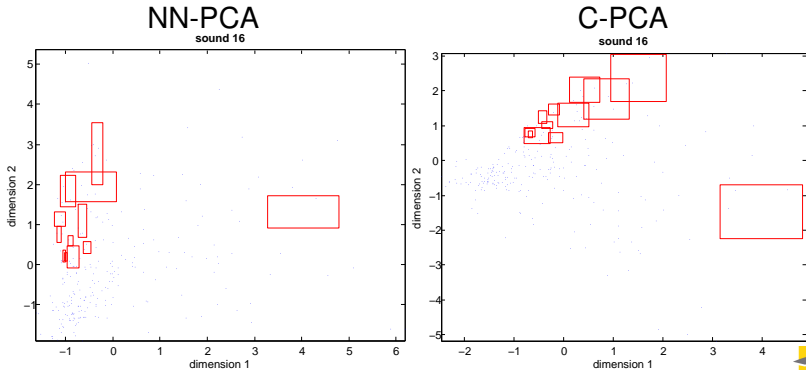 NN-PCA
sound 16
5
4
3
2
1
0
−1
−1 0 1 2 3 4 5 6
dimension 1
dimension 2
C-PCA
sound 16
3
2
1
0
−1
−2
−3
−4
−5
−2 −1 0 1 2 3 4
dimension 1
dimension 2